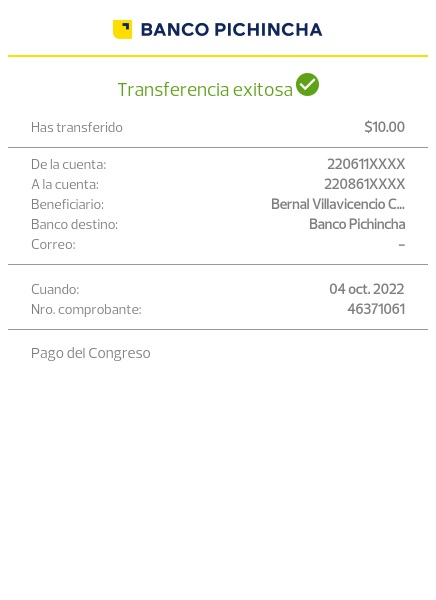 BANCO PICHINCHA
Transferencia exitosa
Has transferido $10.00
De la cuenta: 220611XXXX
A la cuenta: 220861XXXX
Beneficiario: Bernal Villavicencio C...
Banco destino: Banco Pichincha
Correo: –
Cuando: 04 oct. 2022
Nro. comprobante: 46371061
Pago del Congreso